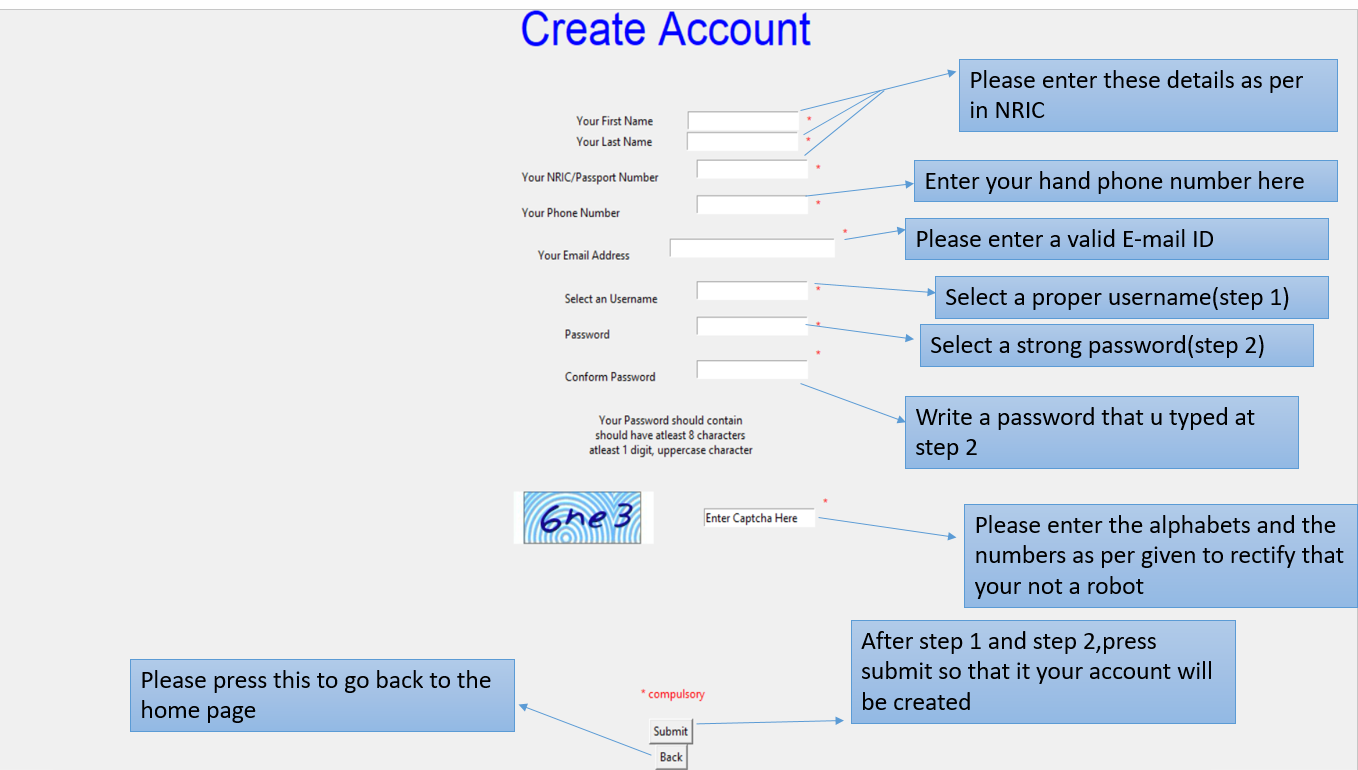 Create Account
Please enter these details as per
in NRIC
Your First Name *
Your Last Name *
Your NRIC/Passport Number *
Enter your hand phone number here
Your Phone Number *
Please enter a valid E-mail ID
Your Email Address *
Select an Username *
Select a proper username(step 1)
Password *
Select a strong password(step 2)
Conform Password *
Write a password that u typed at
step 2
Your Password should contain
should have atleast 8 characters
atleast 1 digit, uppercase character
6ne3
Enter Captcha Here *
Please enter the alphabets and the
numbers as per given to rectify that
your not a robot
After step 1 and step 2,press
submit so that it your account will
be created
Please press this to go back to the
home page
* compulsory
Submit
Back